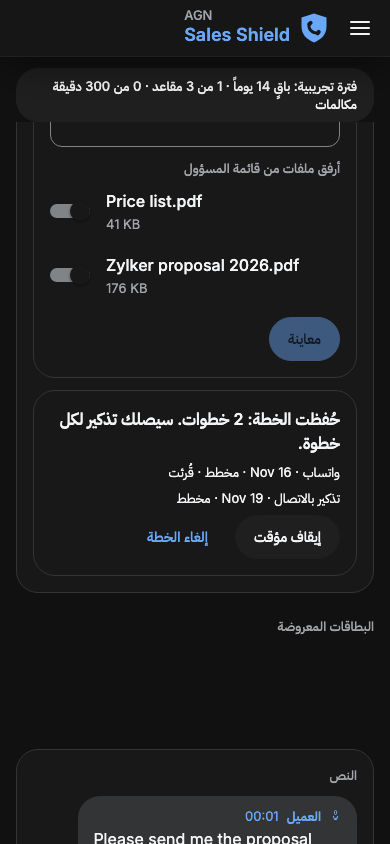 AGN
Sales Shield
فترة تجريبية: باقٍ 14 يوماً · 1 من 3 مقاعد · 0 من 300 دقيقة
مكالمات
أرفق ملفات من قائمة المسؤول
Price list.pdf
41 KB
Zylker proposal 2026.pdf
176 KB
معاينة
حُفظت الخطة: 2 خطوات. سيصلك تذكير لكل
خطوة.
واتساب · Nov 16 · مخطط · قُرئت
تذكير بالاتصال · Nov 19 · مخطط
إيقاف مؤقت
إلغاء الخطة
البطاقات المعروضة
النص
العميل 00:01
Please send me the proposal